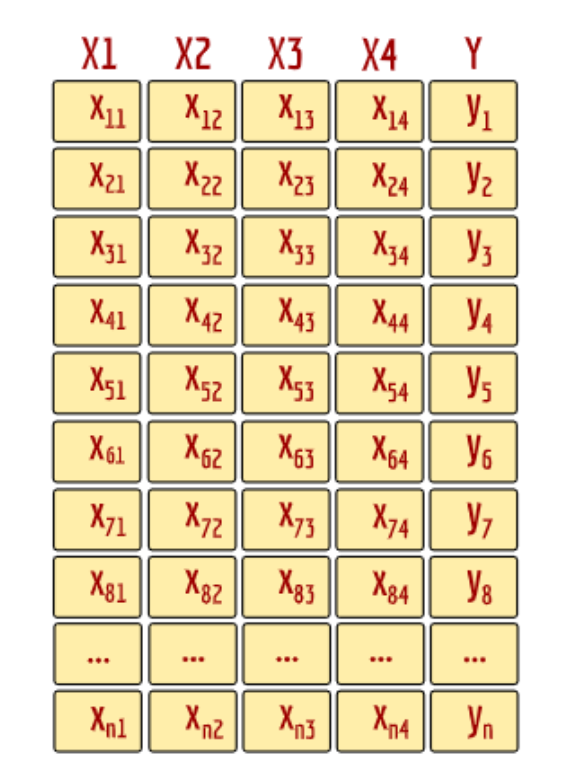 X1 X2 X3 X4 Y
x₁₁ x₁₂ x₁₃ x₁₄ y₁
x₂₁ x₂₂ x₂₃ x₂₄ y₂
x₃₁ x₃₂ x₃₃ x₃₄ y₃
x₄₁ x₄₂ x₄₃ x₄₄ y₄
x₅₁ x₅₂ x₅₃ x₅₄ y₅
x₆₁ x₆₂ x₆₃ x₆₄ y₆
x₇₁ x₇₂ x₇₃ x₇₄ y₇
x₈₁ x₈₂ x₈₃ x₈₄ y₈
... ... ... ... ...
xₙ₁ xₙ₂ xₙ₃ xₙ₄ yₙ